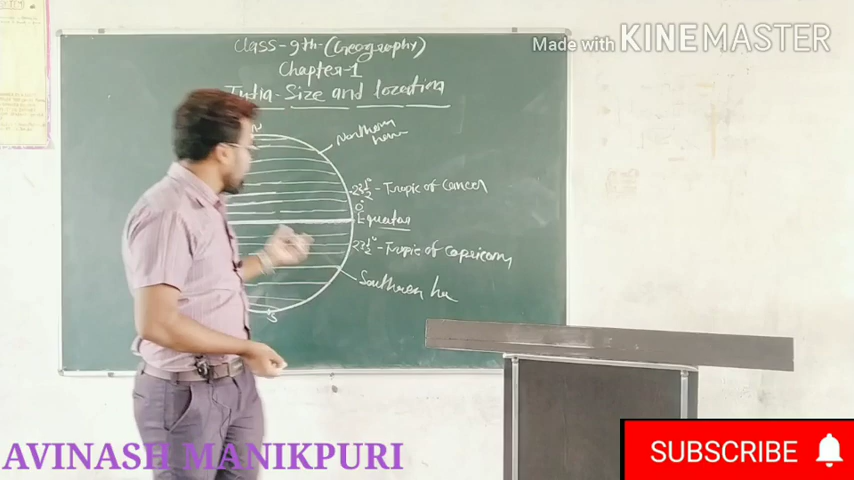 Class-9th-(Geography)
Made with KINEMASTER
Chapter-1
India-Size and location
N
Northern
23½°-Tropic of cancer
0°
Equator
23½°-Tropic of capricorn
Southern
S
AVINASH MANIKPURI
SUBSCRIBE